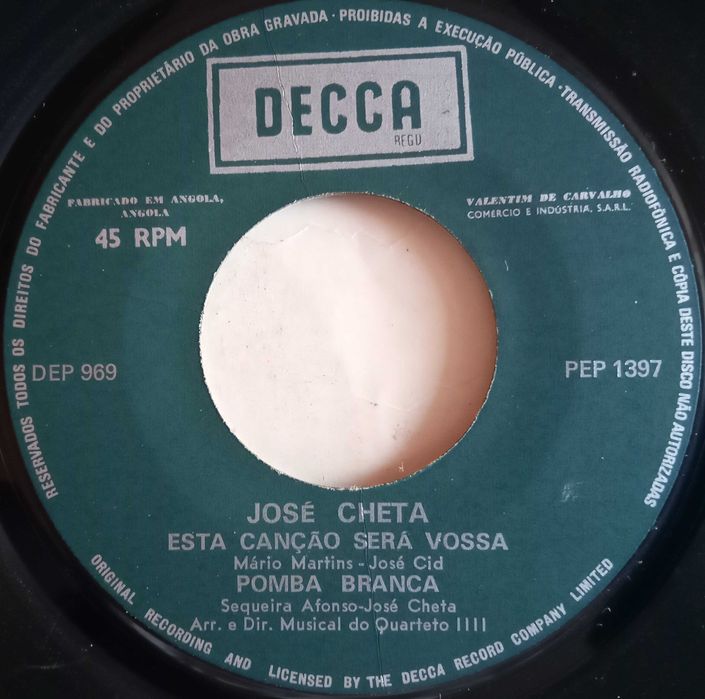 RESERVADOS TODOS OS DIREITOS DO FABRICANTE E DO PROPRIETÁRIO DA OBRA GRAVADA · PROIBIDAS A EXECUÇÃO PÚBLICA · TRANSMISSÃO RADIOFÓNICA E CÓPIA DESTE DISCO NÃO AUTORIZADAS
DECCA
REGD
FABRICADO EM ANGOLA,
ANGOLA
45 RPM
VALENTIM DE CARVALHO
COMÉRCIO E INDÚSTRIA, S.A.R.L.
DEP 969
PEP 1397
JOSÉ CHETA
ESTA CANÇÃO SERÁ VOSSA
Mário Martins - José Cid
POMBA BRANCA
Sequeira Afonso-José Cheta
Arr. e Dir. Musical do Quarteto IIII
ORIGINAL RECORDING AND LICENSED BY THE DECCA RECORD COMPANY LIMITED